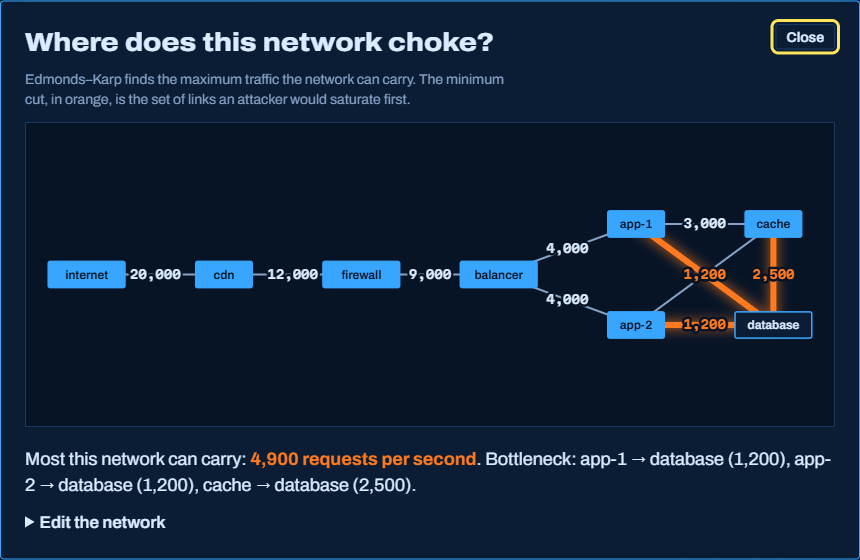 Where does this network choke?
Close
Edmonds–Karp finds the maximum traffic the network can carry. The minimum
cut, in orange, is the set of links an attacker would saturate first.
app-1
3,000
cache
4,000
internet
20,000
cdn
12,000
firewall
9,000
balancer
1,200
2,500
4,000
app-2
1,200
database
Most this network can carry: 4,900 requests per second. Bottleneck: app-1 → database (1,200), app-
2 → database (1,200), cache → database (2,500).
▶ Edit the network